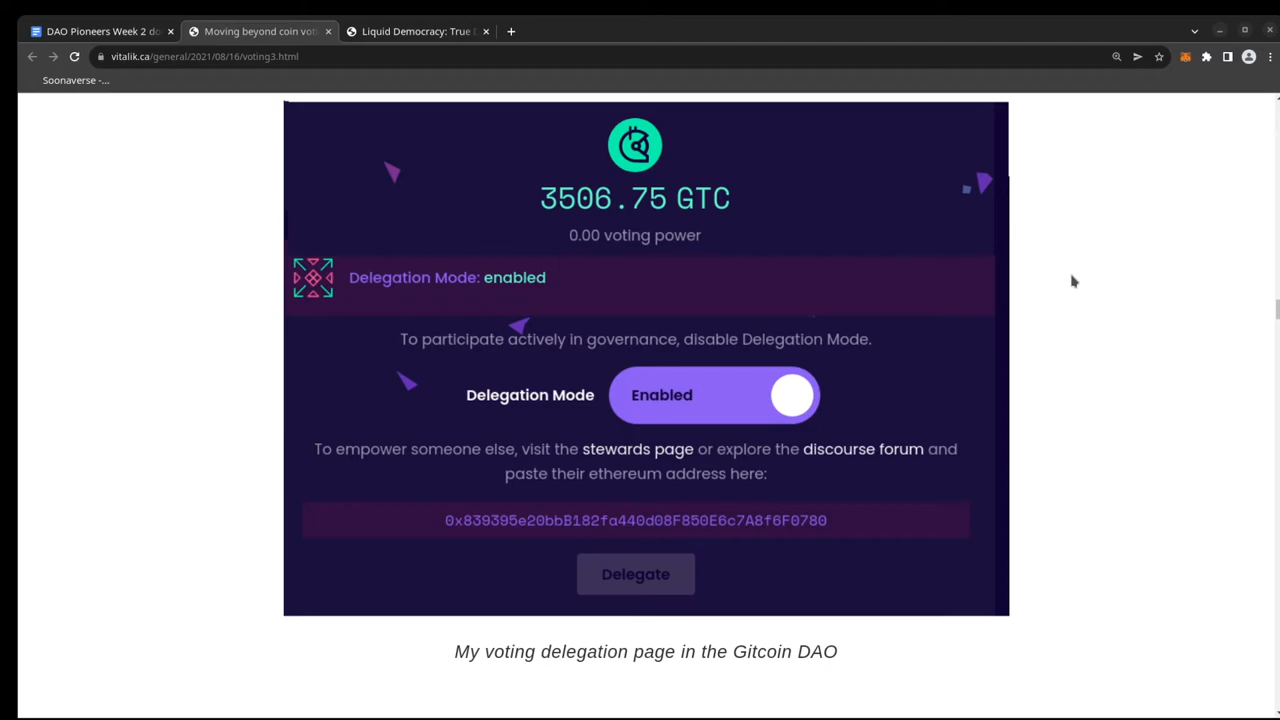 DAO Pioneers Week 2 do
Moving beyond coin voti
Liquid Democracy: True
vitalik.ca/general/2021/08/16/voting3.html
Soonaverse -...
3506.75 GTC
0.00 voting power
Delegation Mode: enabled
To participate actively in governance, disable Delegation Mode.
Delegation Mode Enabled
To empower someone else, visit the stewards page or explore the discourse forum and
paste their ethereum address here:
0x839395e20bbB182fa440d08F850E6c7A8f6F0780
Delegate
My voting delegation page in the Gitcoin DAO